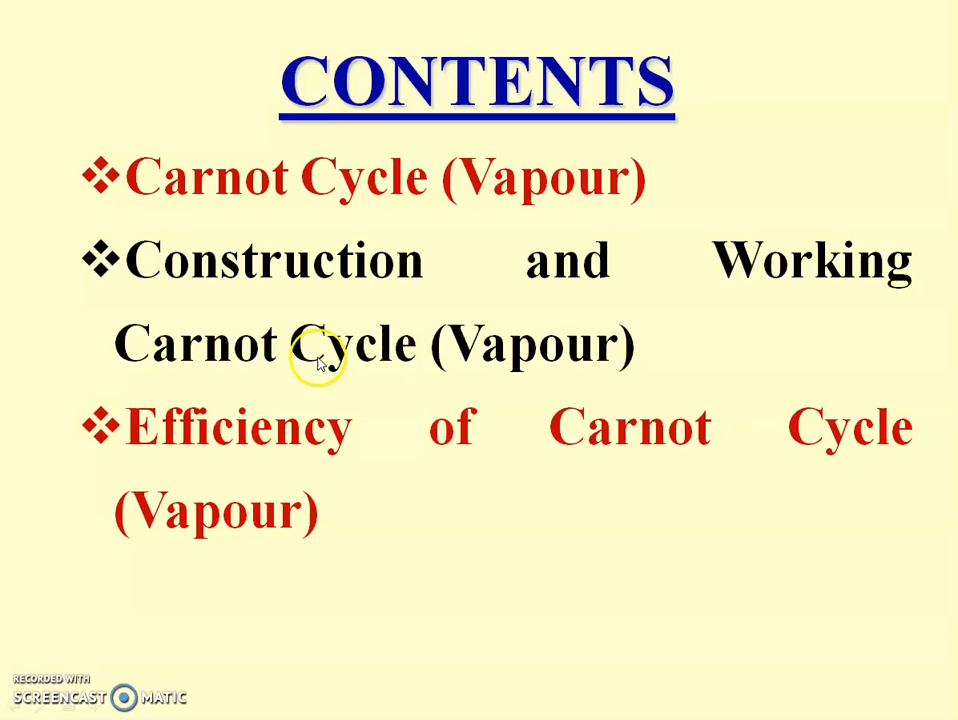 CONTENTS
❖Carnot Cycle (Vapour)
❖Construction and Working
Carnot Cycle (Vapour)
❖Efficiency of Carnot Cycle
(Vapour)
RECORDED WITH
SCREENCAST MATIC